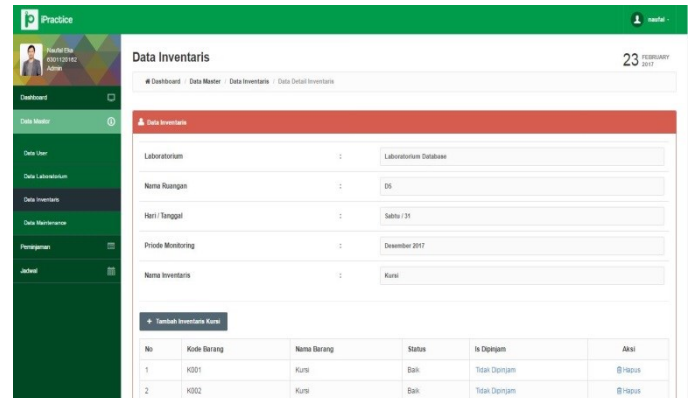 iPractice
naufal
Naufal Eka
6301120162
Admin
Data Inventaris
23 FEBRUARY
2017
Dashboard / Data Master / Data Inventaris / Data Detail Inventaris
Dashboard
Data Master
Data User
Data Laboratorium
Data Inventaris
Data Maintenance
Peminjaman
Jadwal
Data Inventaris
Laboratorium : Laboratorium Database
Nama Ruangan : D5
Hari / Tanggal : Sabtu / 31
Priode Monitoring : Desember 2017
Nama Inventaris : Kursi
+ Tambah Inventaris Kursi
No Kode Barang Nama Barang Status Is Dipinjam Aksi
1 K001 Kursi Baik Tidak Dipinjam Hapus
2 K002 Kursi Baik Tidak Dipinjam Hapus